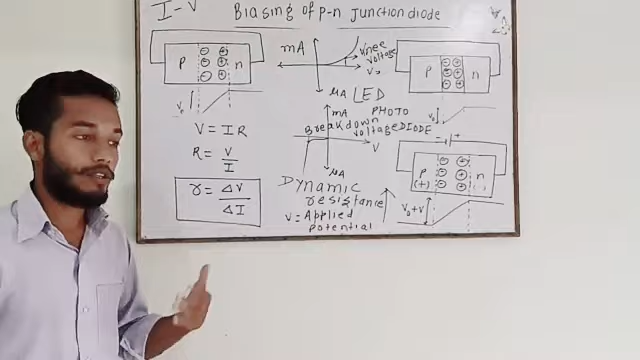 I-V
Biasing of p-n Junction diode
p
n
V₀
V = IR
R = V/I
r = ΔV/ΔI
mA
knee
voltage
V
μA
LED
mA
PHOTO
DIODE
Breakdown
voltage
V
μA
Dynamic
resistance
V = Applied
potential
p
n
V₀
- +
p
(+)
n
V₀+V